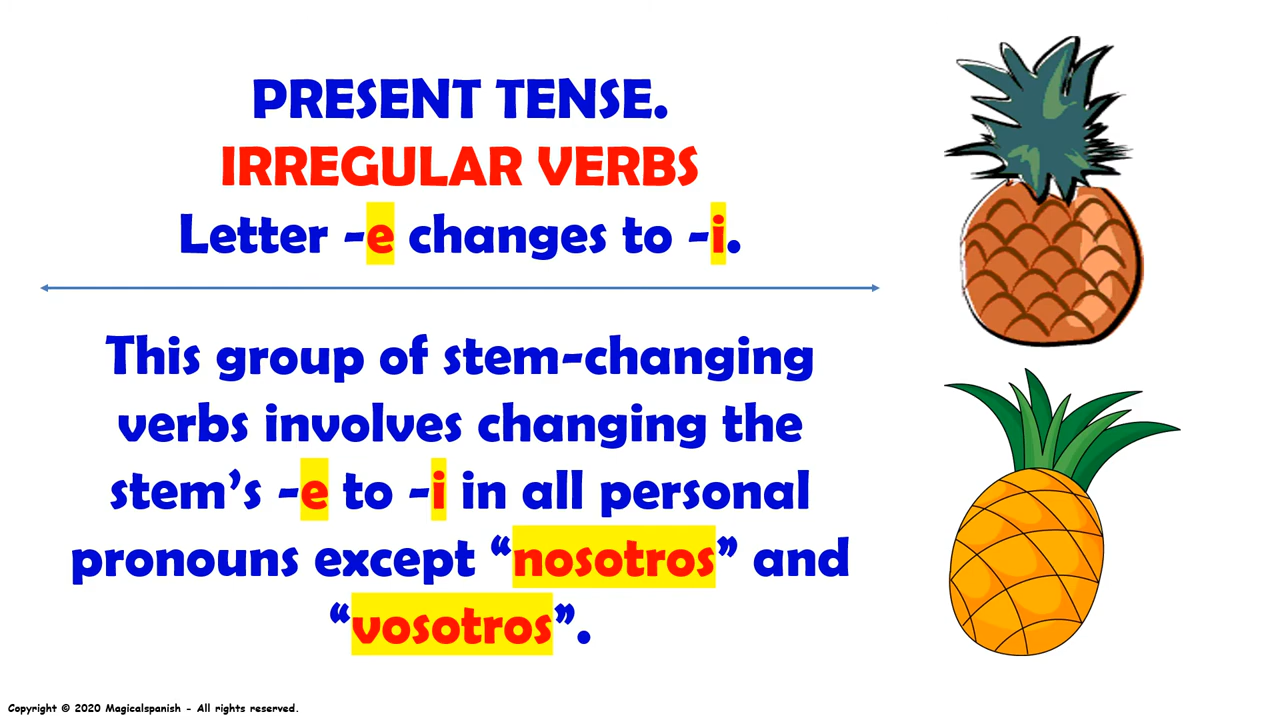 PRESENT TENSE.
IRREGULAR VERBS
Letter -e changes to -i.
This group of stem-changing
verbs involves changing the
stem’s -e to -i in all personal
pronouns except “nosotros” and
“vosotros”.
Copyright © 2020 Magicalspanish - All rights reserved.